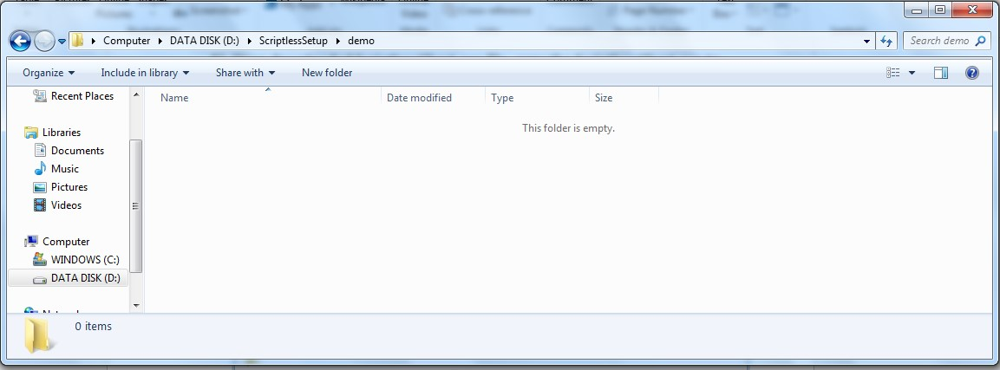 Computer DATA DISK (D:) ScriptlessSetup demo Search demo
Organize Include in library Share with New folder
Recent Places
Libraries
Documents
Music
Pictures
Videos
Computer
WINDOWS (C:)
DATA DISK (D:)
Name Date modified Type Size
This folder is empty.
0 items